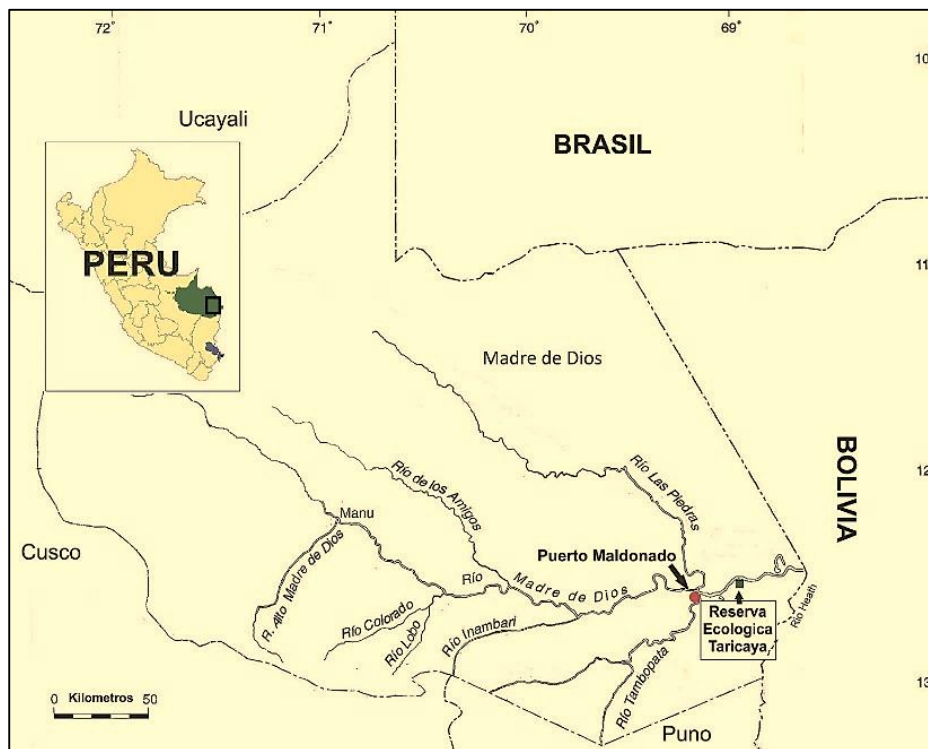 72°
71
70
69
10
Ucayali
BRASIL
PERU
11
Madre de Dios
BOLIVIA
12
Río Las Piedras
Río de los Amigos
Manu
Cusco
R. Alto Madre de Dios
Puerto Maldonado
Río
Madre de Dios
Río Colorado
Río Lobo
Río Inambari
Reserva
Ecologica
Taricaya
Río Heath
Río Tambopata
13
0 Kilometros 50
Puno